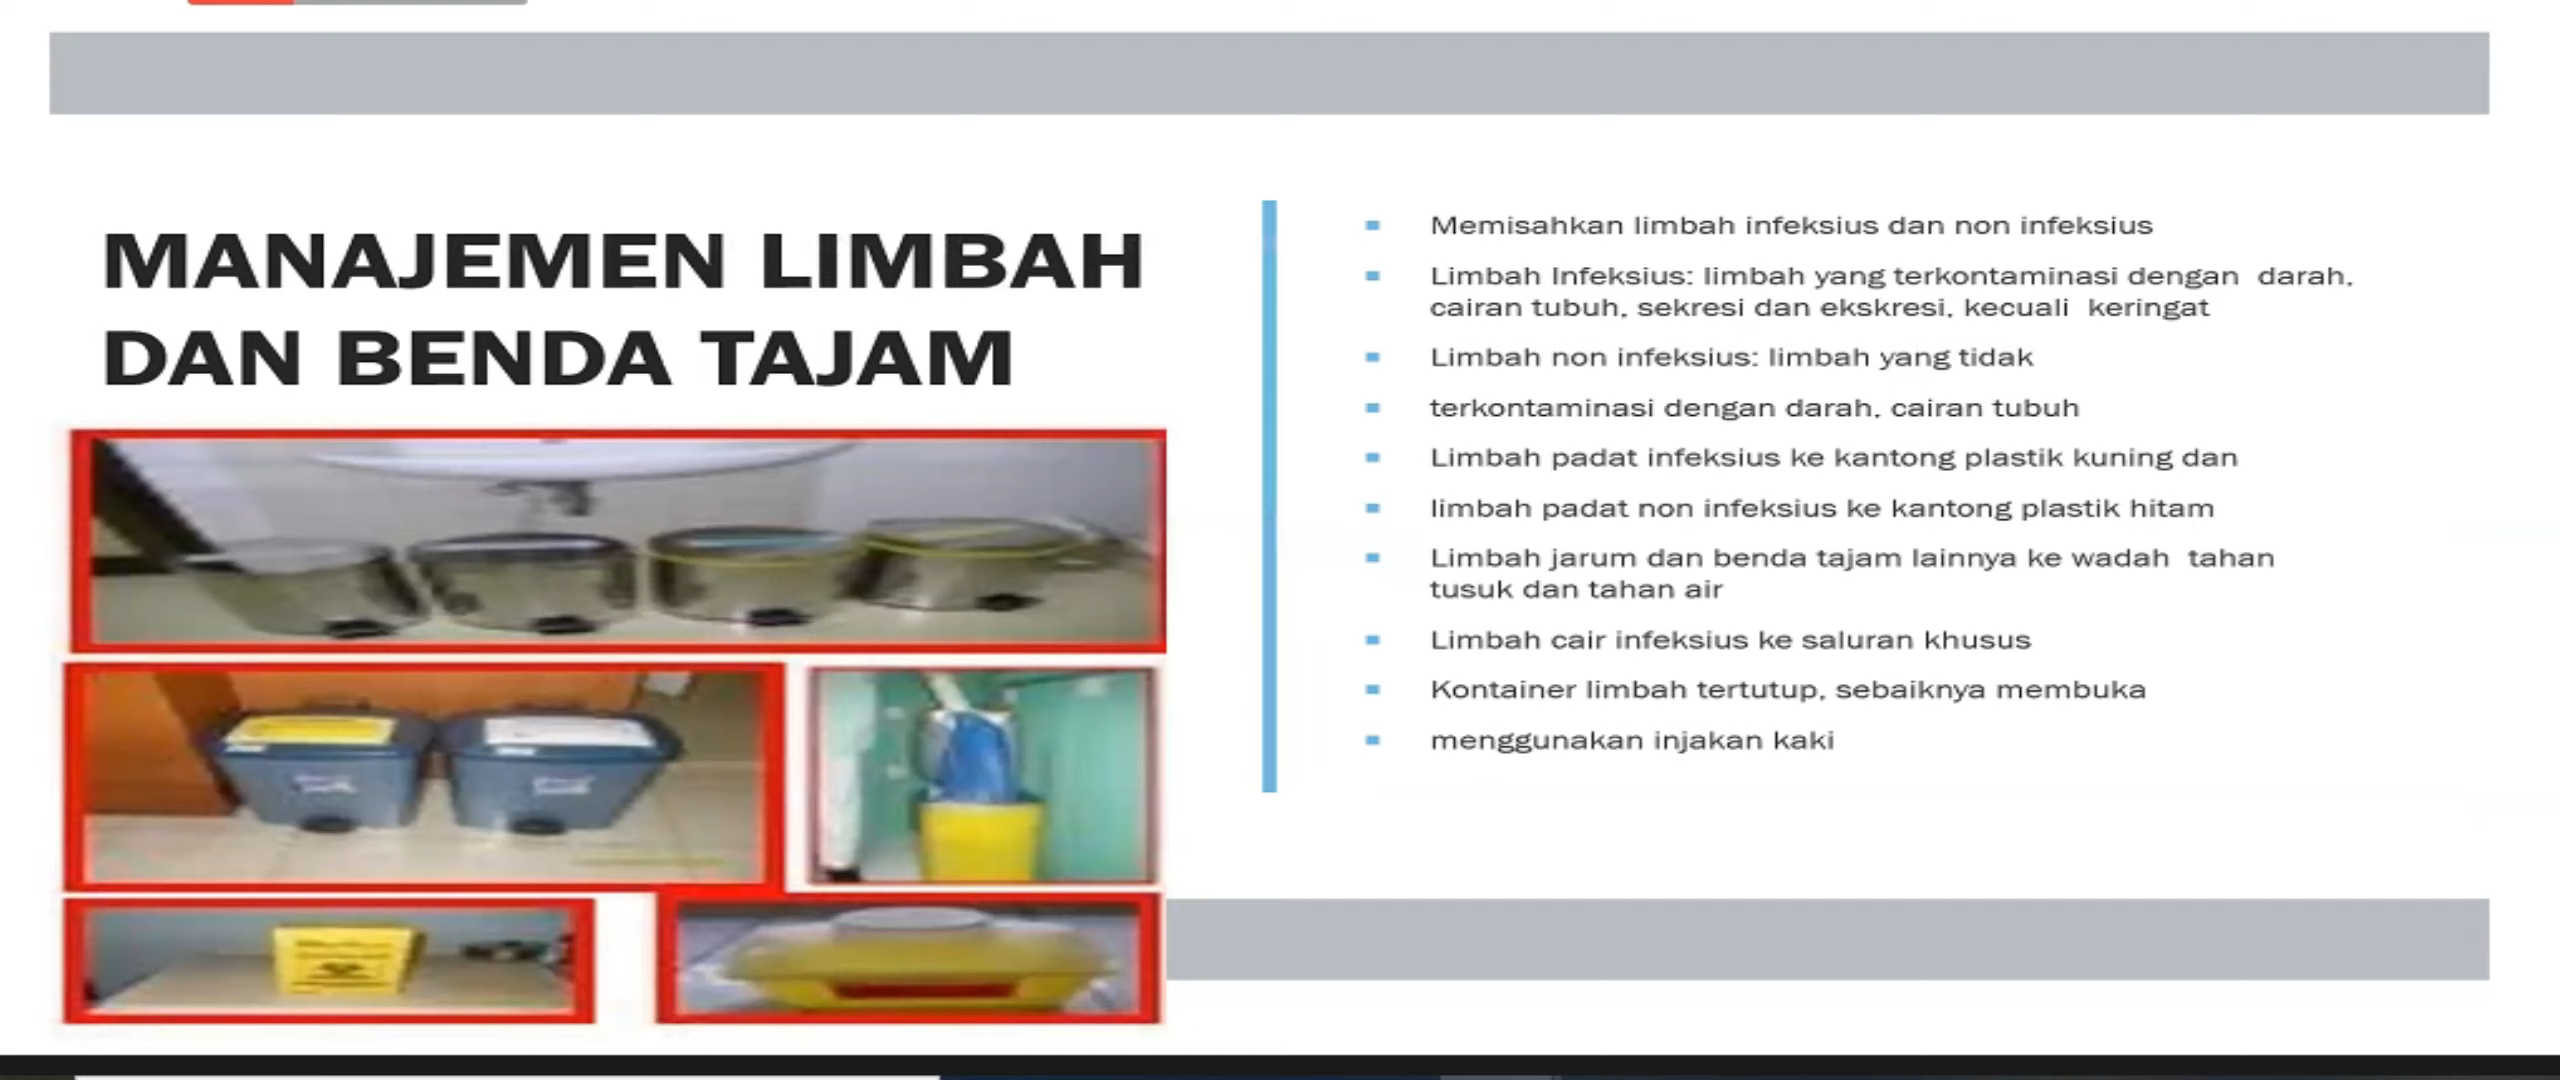 MANAJEMEN LIMBAH
DAN BENDA TAJAM
Memisahkan limbah infeksius dan non infeksius
Limbah Infeksius: limbah yang terkontaminasi dengan darah,
cairan tubuh, sekresi dan ekskresi, kecuali keringat
Limbah non infeksius: limbah yang tidak
terkontaminasi dengan darah, cairan tubuh
Limbah padat infeksius ke kantong plastik kuning dan
limbah padat non infeksius ke kantong plastik hitam
Limbah jarum dan benda tajam lainnya ke wadah tahan
tusuk dan tahan air
Limbah cair infeksius ke saluran khusus
Kontainer limbah tertutup, sebaiknya membuka
menggunakan injakan kaki